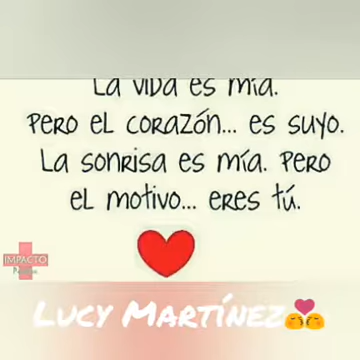 La vida es mía.
Pero el corazón... es suyo.
La sonrisa es mía. Pero
el motivo... eres tú.
IMPACTO
Lucy Martínez